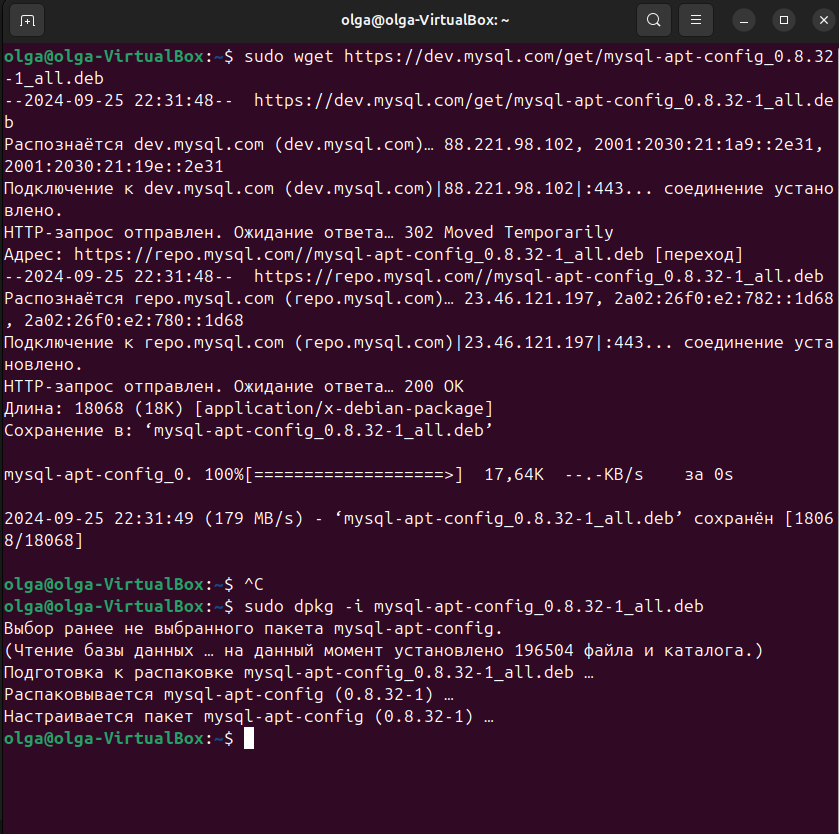 olga@olga-VirtualBox: ~
olga@olga-VirtualBox:~$ sudo wget https://dev.mysql.com/get/mysql-apt-config_0.8.32
-1_all.deb
--2024-09-25 22:31:48--  https://dev.mysql.com/get/mysql-apt-config_0.8.32-1_all.de
b
Распознаётся dev.mysql.com (dev.mysql.com)… 88.221.98.102, 2001:2030:21:1a9::2e31,
2001:2030:21:19e::2e31
Подключение к dev.mysql.com (dev.mysql.com)|88.221.98.102|:443... соединение устано
влено.
HTTP-запрос отправлен. Ожидание ответа… 302 Moved Temporarily
Адрес: https://repo.mysql.com//mysql-apt-config_0.8.32-1_all.deb [переход]
--2024-09-25 22:31:48--  https://repo.mysql.com//mysql-apt-config_0.8.32-1_all.deb
Распознаётся repo.mysql.com (repo.mysql.com)… 23.46.121.197, 2a02:26f0:e2:782::1d68
, 2a02:26f0:e2:780::1d68
Подключение к repo.mysql.com (repo.mysql.com)|23.46.121.197|:443... соединение уста
новлено.
HTTP-запрос отправлен. Ожидание ответа… 200 OK
Длина: 18068 (18K) [application/x-debian-package]
Сохранение в: ‘mysql-apt-config_0.8.32-1_all.deb’
mysql-apt-config_0. 100%[===================>]  17,64K  --.-KB/s    за 0s
2024-09-25 22:31:49 (179 MB/s) - ‘mysql-apt-config_0.8.32-1_all.deb’ сохранён [1806
8/18068]
olga@olga-VirtualBox:~$ ^C
olga@olga-VirtualBox:~$ sudo dpkg -i mysql-apt-config_0.8.32-1_all.deb
Выбор ранее не выбранного пакета mysql-apt-config.
(Чтение базы данных … на данный момент установлено 196504 файла и каталога.)
Подготовка к распаковке mysql-apt-config_0.8.32-1_all.deb …
Распаковывается mysql-apt-config (0.8.32-1) …
Настраивается пакет mysql-apt-config (0.8.32-1) …
olga@olga-VirtualBox:~$